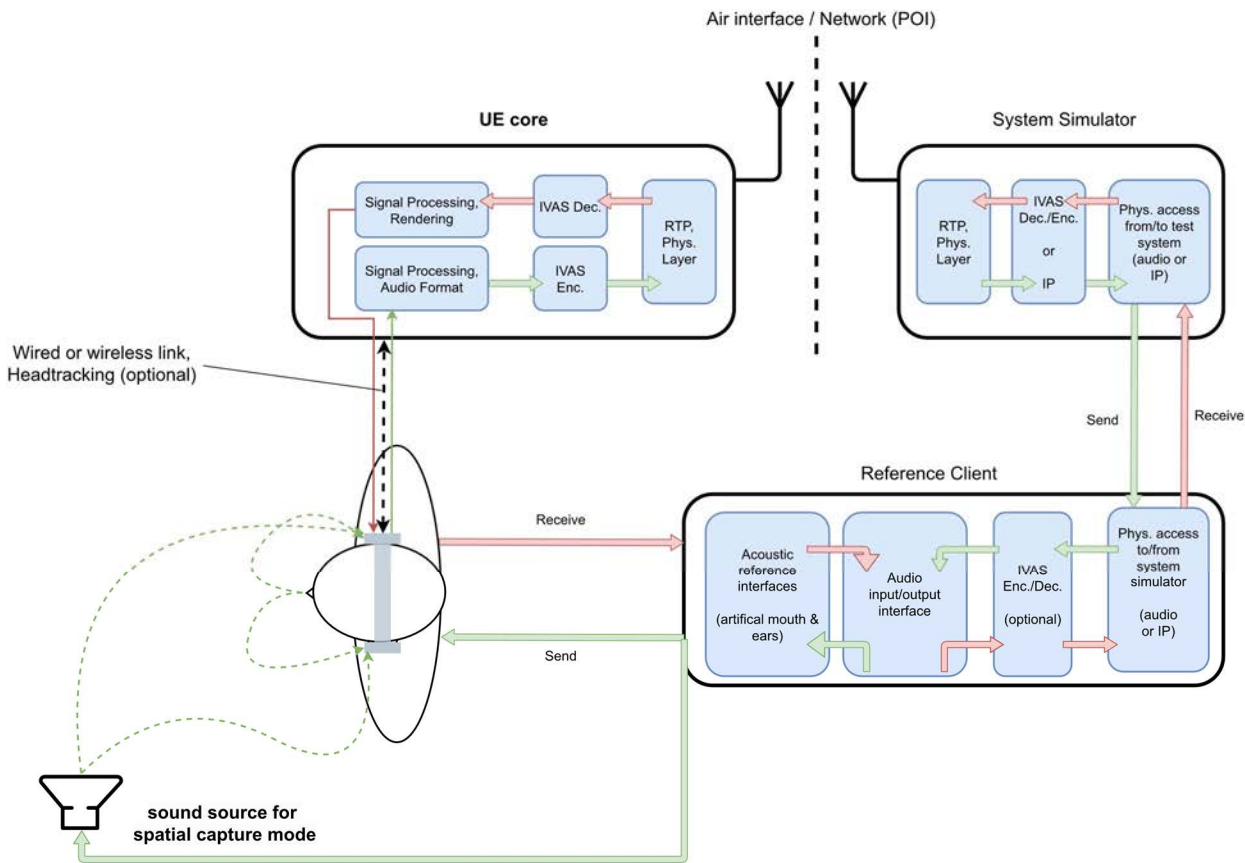 Air interface / Network (POI)
UE core
System Simulator
Signal Processing,
Rendering
IVAS Dec.
RTP,
Phys.
Layer
Signal Processing,
Audio Format
IVAS
Enc.
RTP,
Phys.
Layer
IVAS
Dec./Enc.
or
IP
Phys. access
from/to test
system
(audio or
IP)
Wired or wireless link,
Headtracking (optional)
Send
Receive
Reference Client
Receive
Send
Acoustic
reference
interfaces
(artifical mouth &
ears)
Audio
input/output
interface
IVAS
Enc./Dec.
(optional)
Phys. access
to/from
system
simulator
(audio
or IP)
sound source for
spatial capture mode